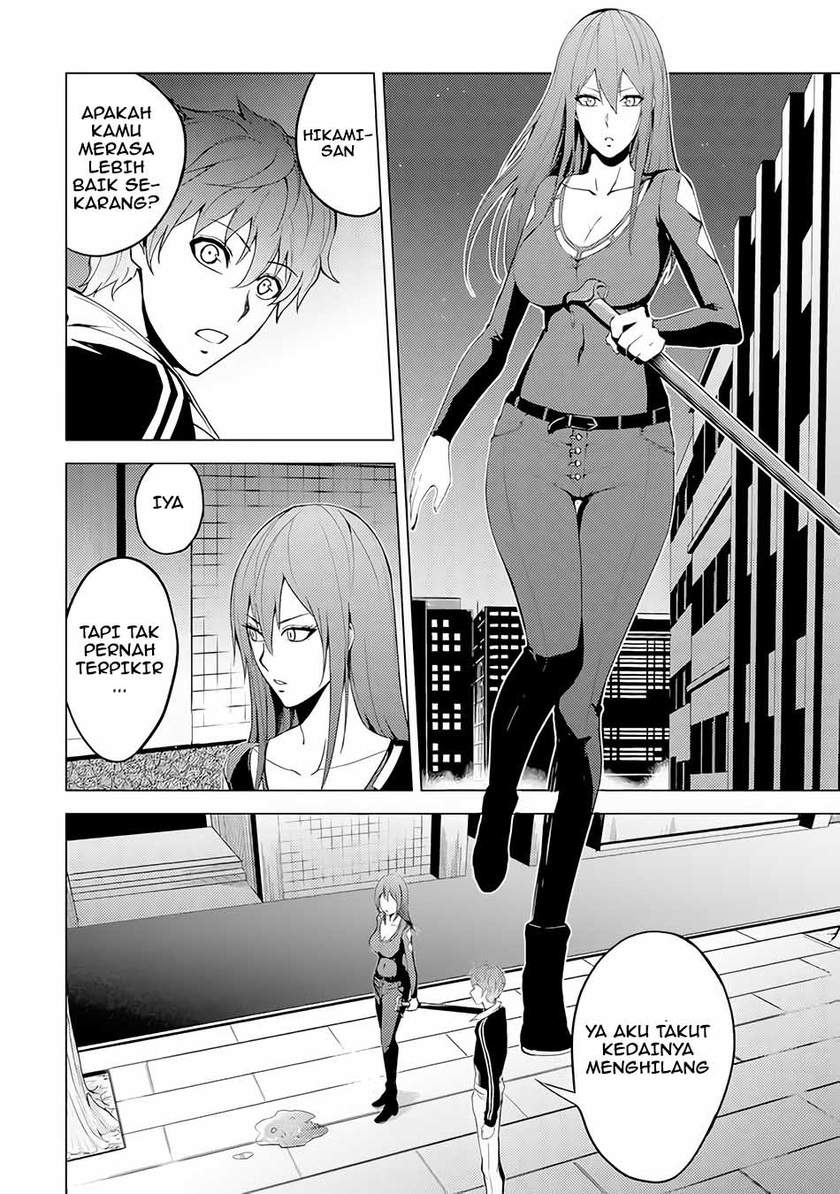 HIKAMI-
SAN
APAKAH
KAMU
MERASA
LEBIH
BAIK SE-
KARANG?
IYA
TAPI TAK
PERNAH
TERPIKIR
...
YA AKU TAKUT
KEDAINYA
MENGHILANG